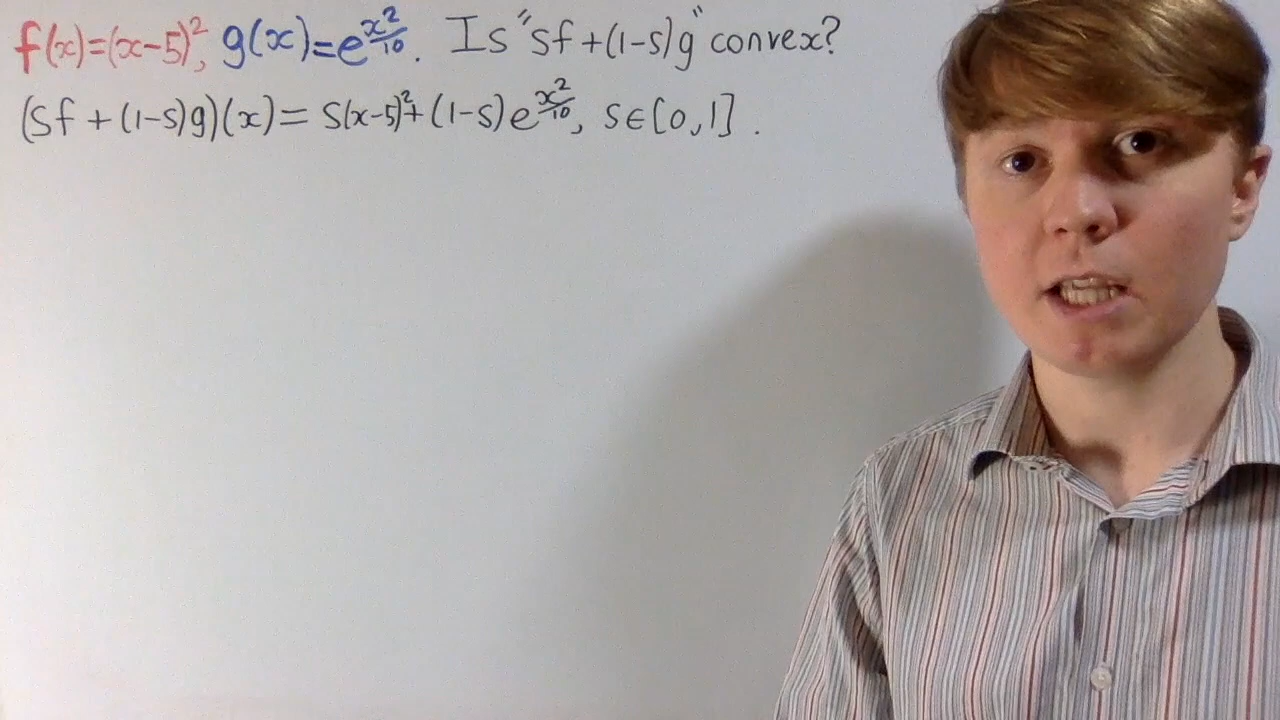 f(x)=(x-5)², g(x)=e^{x²/10}. Is "sf+(1-s)g" convex?
(sf+(1-s)g)(x)=s(x-5)²+(1-s)e^{x²/10}, s∈[0,1].